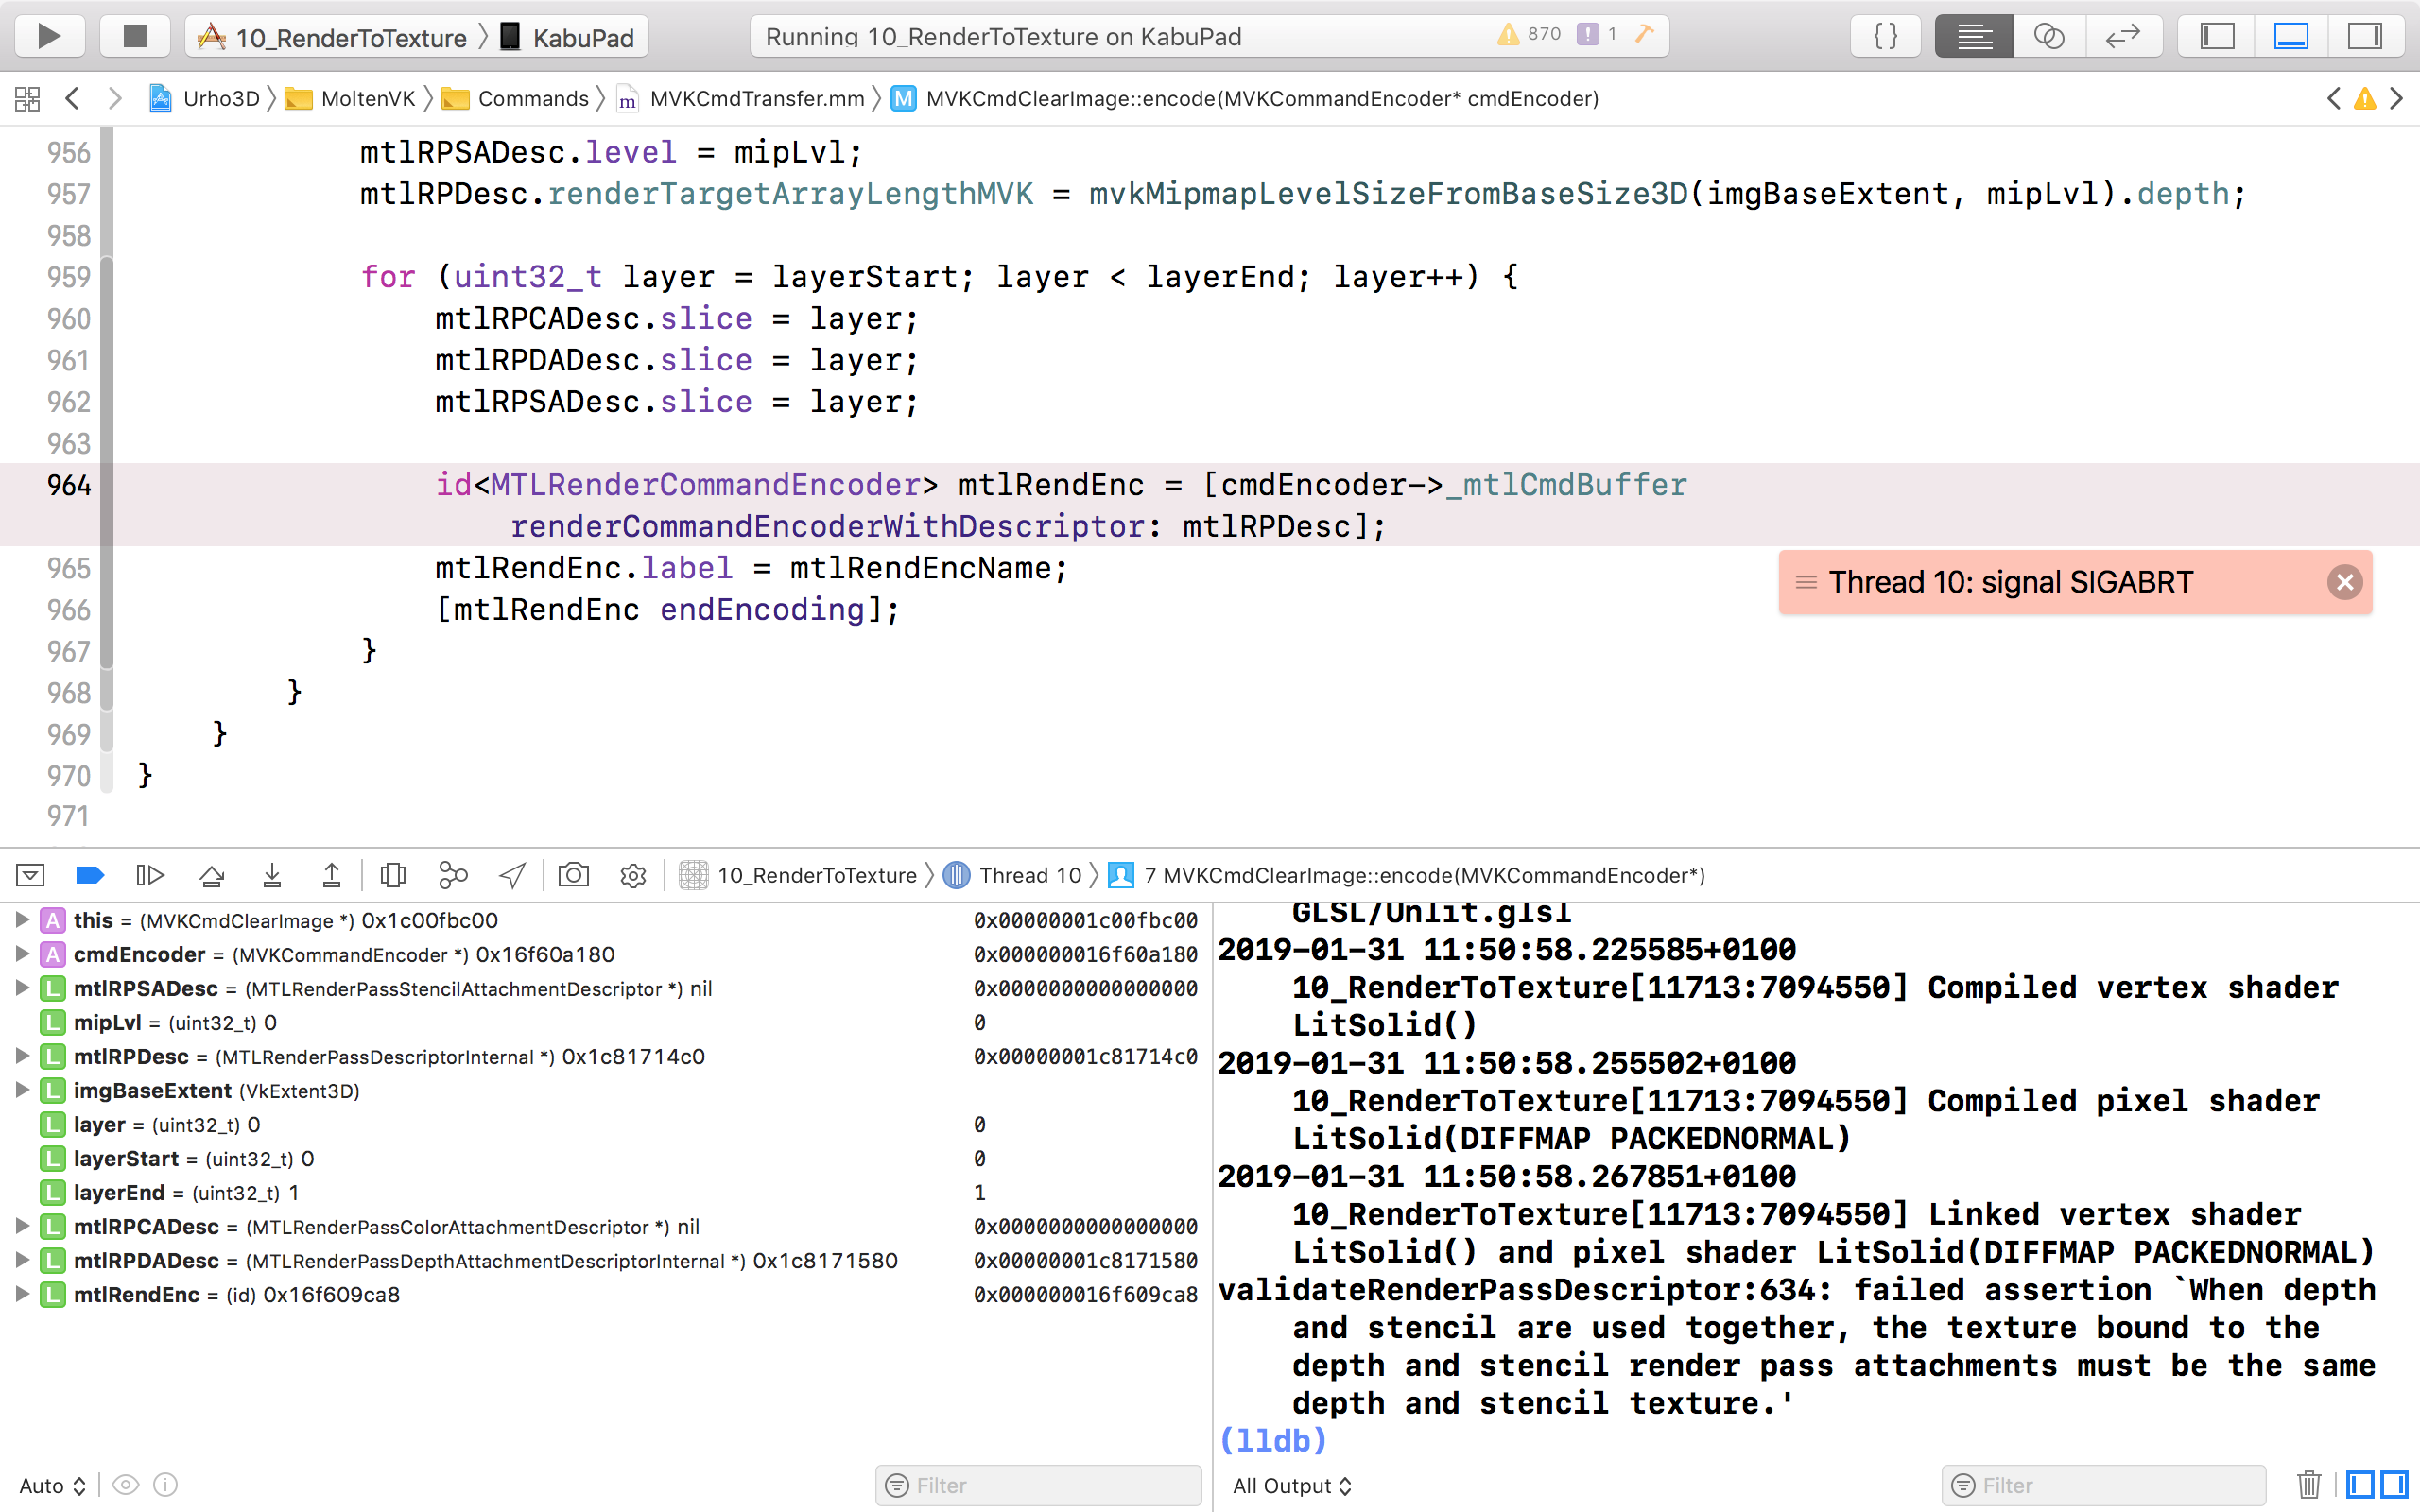 10_RenderToTexture KabuPad
Running 10_RenderToTexture on KabuPad 870 1
{ }
Urho3D MoltenVK Commands MVKCmdTransfer.mm M MVKCmdClearImage::encode(MVKCommandEncoder* cmdEncoder)
956 mtlRPSADesc.level = mipLvl;
957 mtlRPDesc.renderTargetArrayLengthMVK = mvkMipmapLevelSizeFromBaseSize3D(imgBaseExtent, mipLvl).depth;
958
959 for (uint32_t layer = layerStart; layer < layerEnd; layer++) {
960 mtlRPCADesc.slice = layer;
961 mtlRPDADesc.slice = layer;
962 mtlRPSADesc.slice = layer;
963
964 id<MTLRenderCommandEncoder> mtlRendEnc = [cmdEncoder->_mtlCmdBuffer
renderCommandEncoderWithDescriptor: mtlRPDesc];
965 mtlRendEnc.label = mtlRendEncName;
Thread 10: signal SIGABRT
966 [mtlRendEnc endEncoding];
967 }
968 }
969 }
970 }
971
10_RenderToTexture Thread 10 7 MVKCmdClearImage::encode(MVKCommandEncoder*)
A this = (MVKCmdClearImage *) 0x1c00fbc00 0x00000001c00fbc00
A cmdEncoder = (MVKCommandEncoder *) 0x16f60a180 0x000000016f60a180
L mtlRPSADesc = (MTLRenderPassStencilAttachmentDescriptor *) nil 0x0000000000000000
L mipLvl = (uint32_t) 0 0
L mtlRPDesc = (MTLRenderPassDescriptorInternal *) 0x1c81714c0 0x00000001c81714c0
L imgBaseExtent (VkExtent3D)
L layer = (uint32_t) 0 0
L layerStart = (uint32_t) 0 0
L layerEnd = (uint32_t) 1 1
L mtlRPCADesc = (MTLRenderPassColorAttachmentDescriptor *) nil 0x0000000000000000
L mtlRPDADesc = (MTLRenderPassDepthAttachmentDescriptorInternal *) 0x1c8171580 0x00000001c8171580
L mtlRendEnc = (id) 0x16f609ca8 0x000000016f609ca8
GLSL/Unlit.glsl
2019-01-31 11:50:58.225585+0100
10_RenderToTexture[11713:7094550] Compiled vertex shader
LitSolid()
2019-01-31 11:50:58.255502+0100
10_RenderToTexture[11713:7094550] Compiled pixel shader
LitSolid(DIFFMAP PACKEDNORMAL)
2019-01-31 11:50:58.267851+0100
10_RenderToTexture[11713:7094550] Linked vertex shader
LitSolid() and pixel shader LitSolid(DIFFMAP PACKEDNORMAL)
validateRenderPassDescriptor:634: failed assertion `When depth
and stencil are used together, the texture bound to the
depth and stencil render pass attachments must be the same
depth and stencil texture.'
(lldb)
Auto Filter
All Output Filter